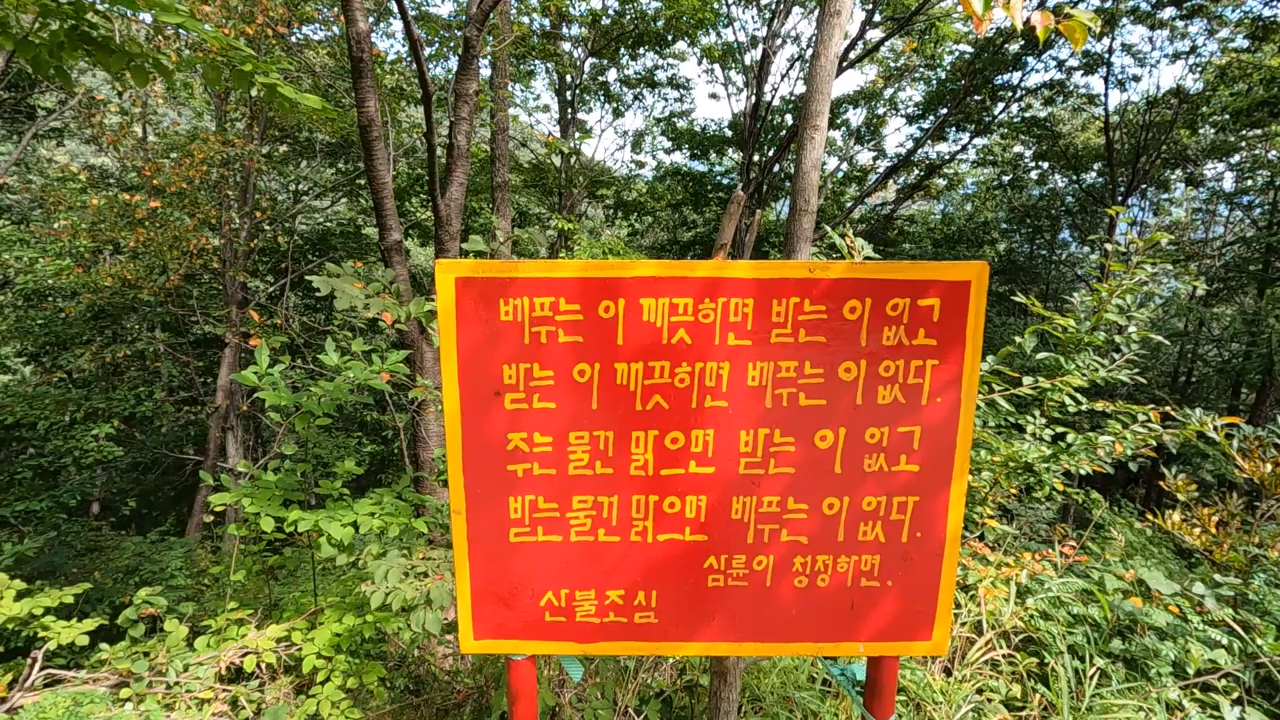 베푸는 이 깨끗하면 받는 이 없고
받는 이 깨끗하면 베푸는 이 없다.
주는 물건 맑으면 받는 이 없고
받는 물건 맑으면 베푸는 이 없다.
삼륜이 청정하면.
산불조심